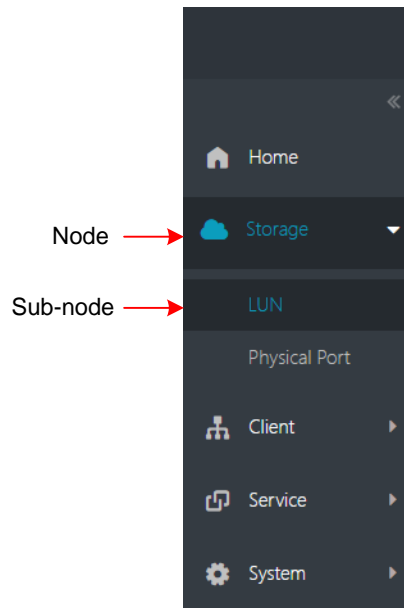 Home
Node
Storage
Sub-node
LUN
Physical Port
Client
Service
System